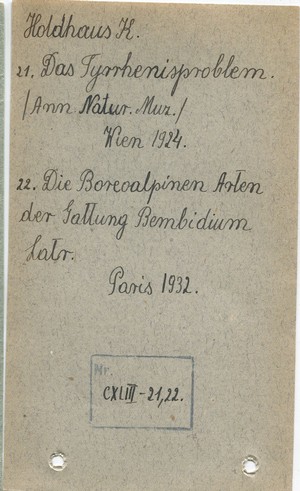 Holdhaus K.
21. Das Tyrrhenisproblem.
/Ann Natur. Muz./
Wien 1924.
22. Die Boreoalpinen Arten
der Gattung Bembidium
Latr.
Paris 1932.
Nr.
CXLIII-21,22.